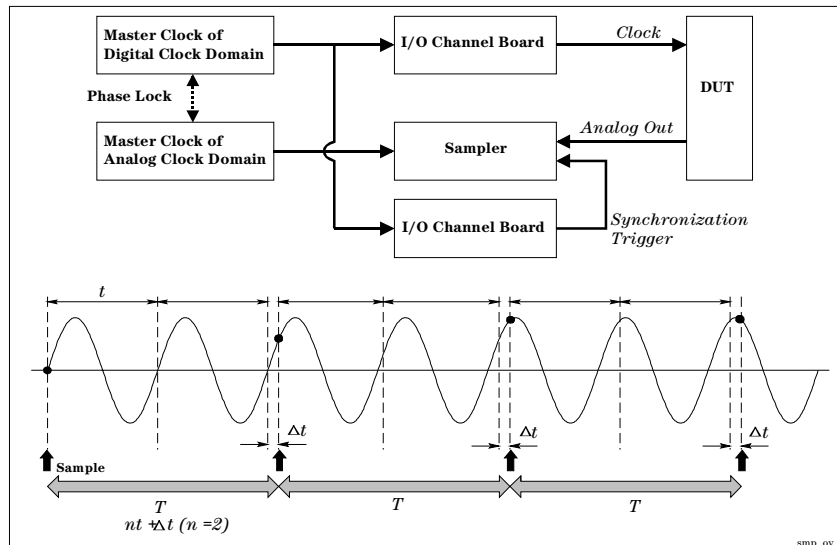 Master Clock of
Digital Clock Domain
I/O Channel Board
Clock
DUT
Phase Lock
Master Clock of
Analog Clock Domain
Sampler
Analog Out
I/O Channel Board
Synchronization
Trigger
t
Δt
Δt
Δt
Sample
T
T
T
nt +Δt (n =2)
smp_ov